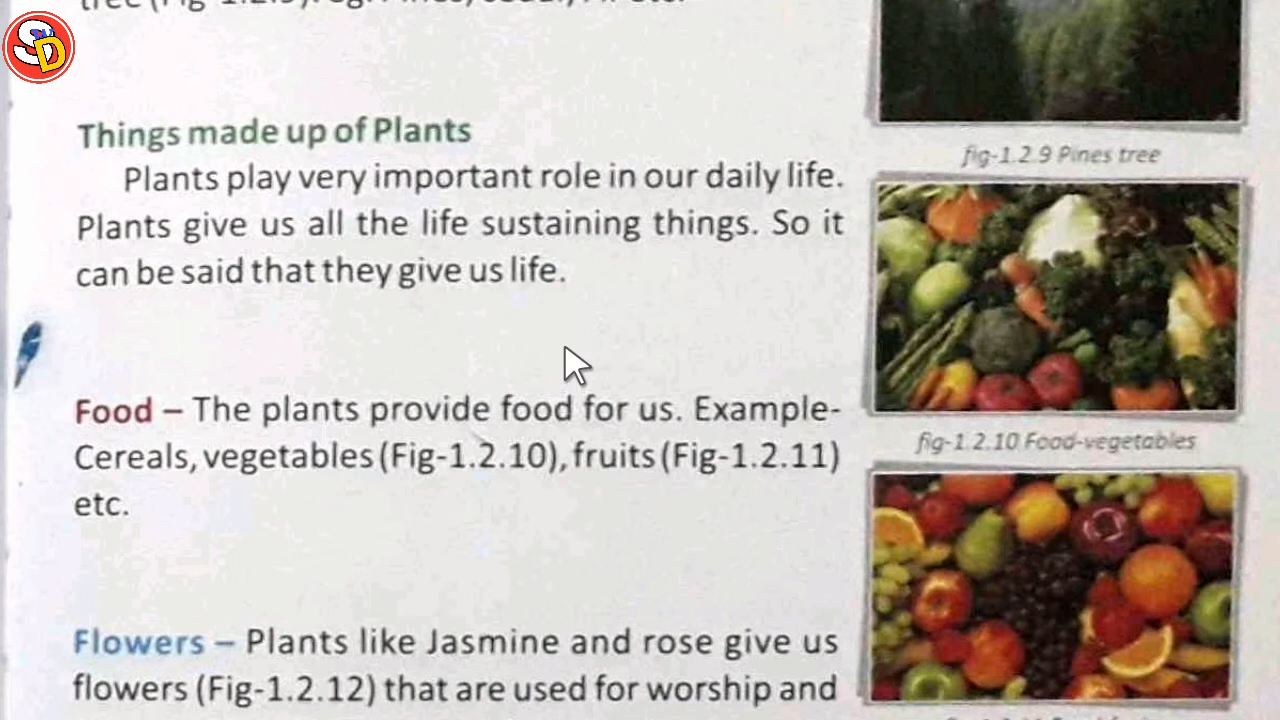 Things made up of Plants
Plants play very important role in our daily life.
Plants give us all the life sustaining things. So it
can be said that they give us life.
Food – The plants provide food for us. Example-
Cereals, vegetables (Fig-1.2.10), fruits (Fig-1.2.11)
etc.
Flowers – Plants like Jasmine and rose give us
flowers (Fig-1.2.12) that are used for worship and
fig-1.2.9 Pines tree
fig-1.2.10 Food-vegetables